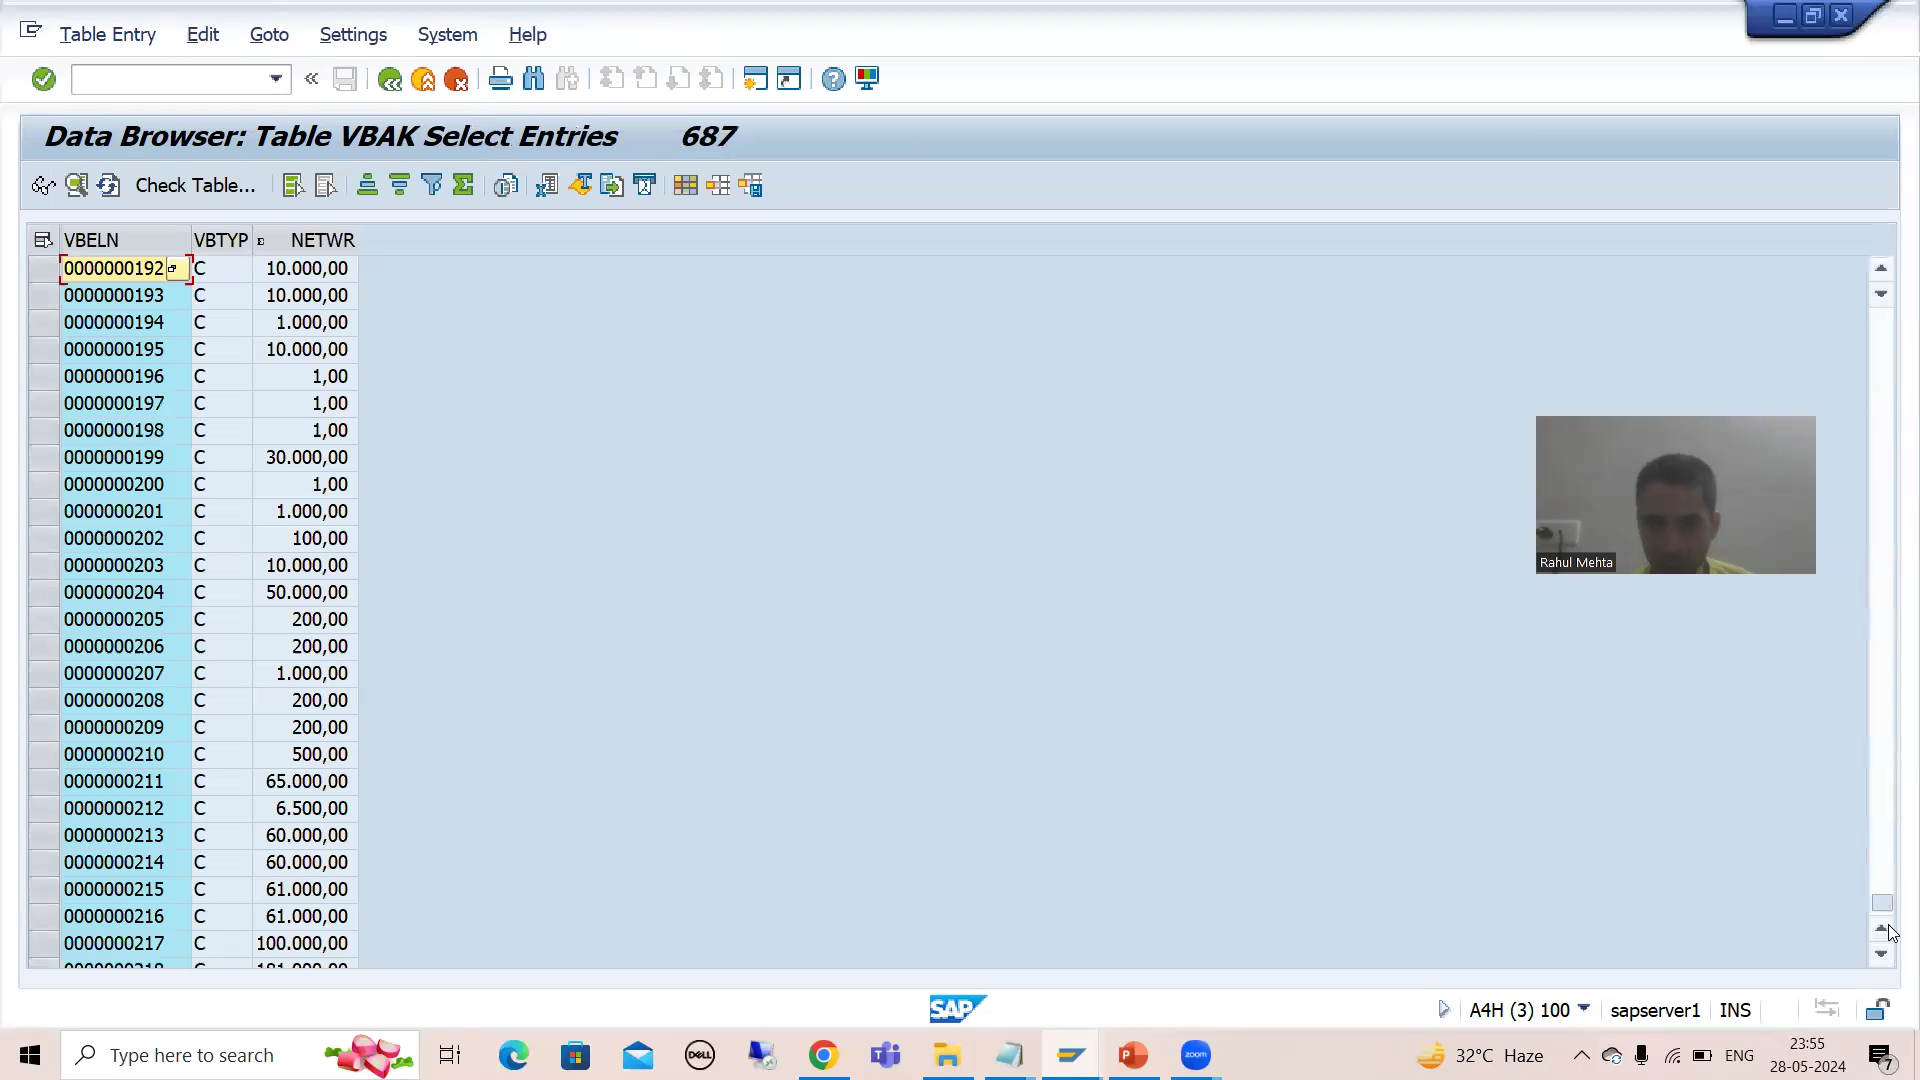 Table Entry Edit Goto Settings System Help
Data Browser: Table VBAK Select Entries 687
Check Table...
VBELN VBTYP NETWR
0000000192 C 10.000,00
0000000193 C 10.000,00
0000000194 C 1.000,00
0000000195 C 10.000,00
0000000196 C 1,00
0000000197 C 1,00
0000000198 C 1,00
0000000199 C 30.000,00
0000000200 C 1,00
0000000201 C 1.000,00
0000000202 C 100,00
0000000203 C 10.000,00
0000000204 C 50.000,00
0000000205 C 200,00
0000000206 C 200,00
0000000207 C 1.000,00
0000000208 C 200,00
0000000209 C 200,00
0000000210 C 500,00
0000000211 C 65.000,00
0000000212 C 6.500,00
0000000213 C 60.000,00
0000000214 C 60.000,00
0000000215 C 61.000,00
0000000216 C 61.000,00
0000000217 C 100.000,00
Rahul Mehta
SAP
A4H (3) 100 sapserver1 INS
Type here to search
DELL
zoom
32°C Haze
ENG
23:55
28-05-2024
7